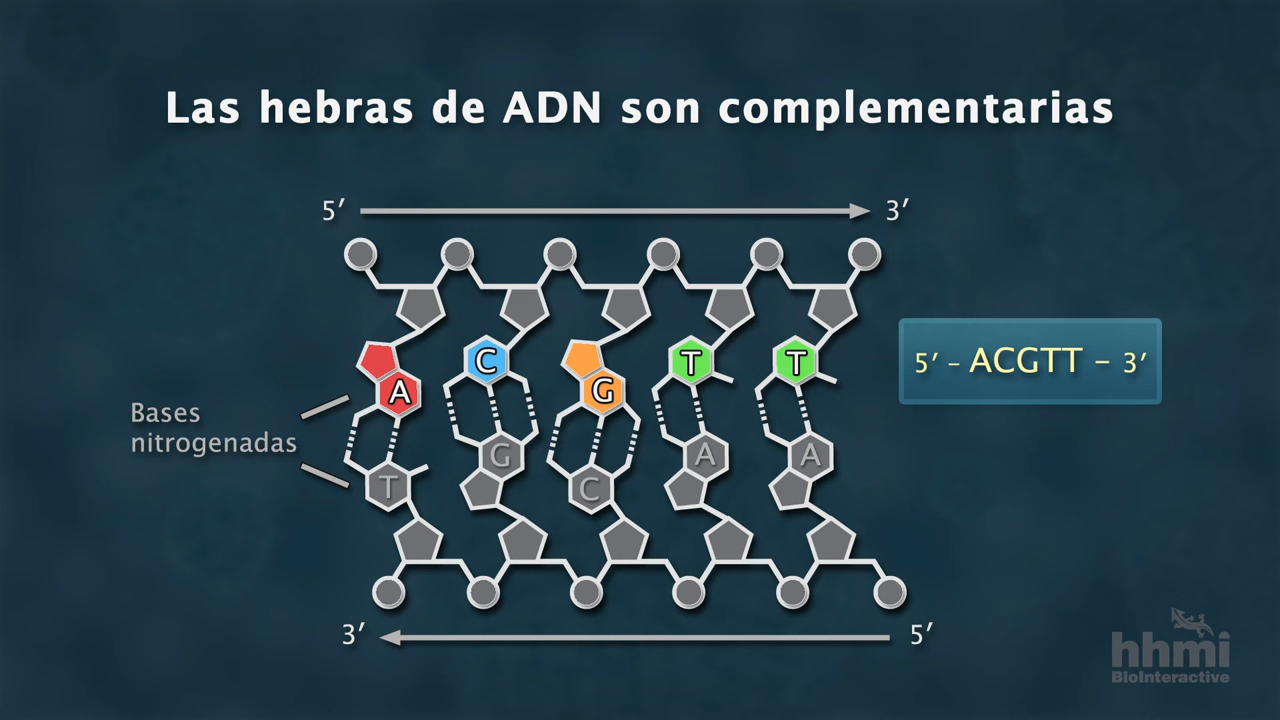 Las hebras de ADN son complementarias
5′ 3′
A C G T T
5′ – ACGTT – 3′
Bases
nitrogenadas
T G C A A
3′ 5′
hhmi
BioInteractive